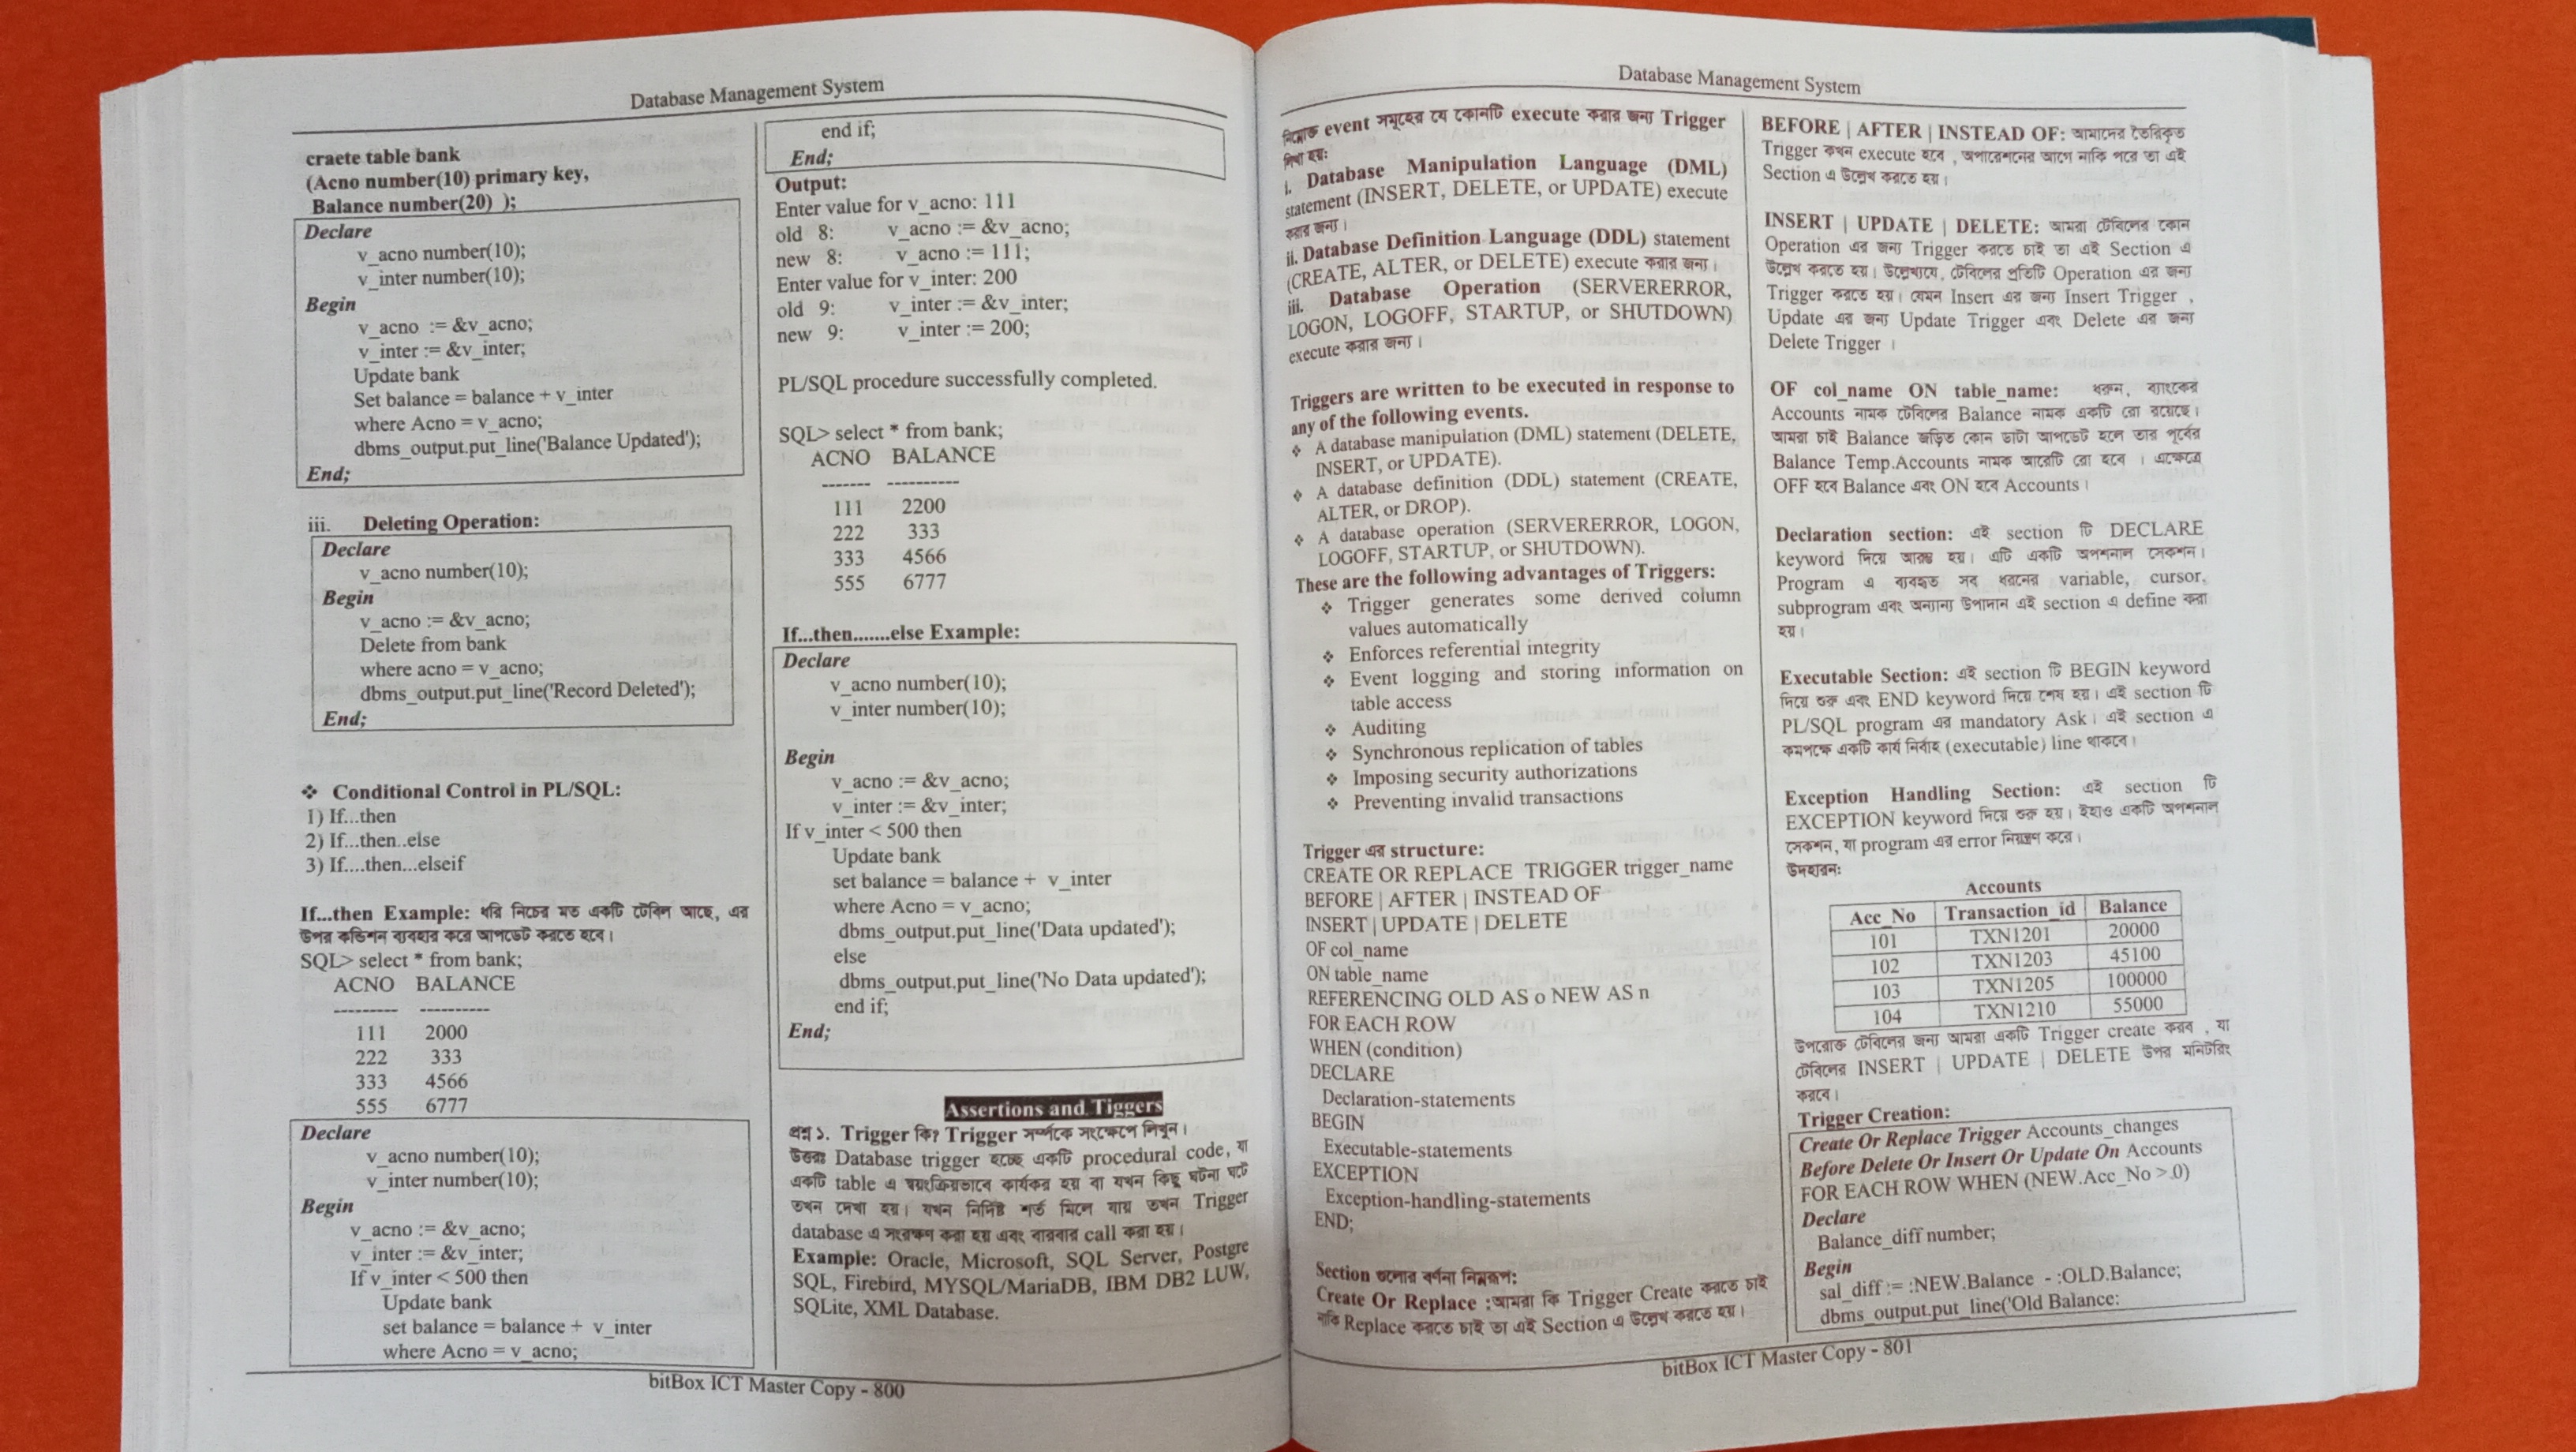 Database Management System
craete table bank
(Acno number(10) primary key,
Balance number(20) );
Declare
v_acno number(10);
v_inter number(10);
Begin
v_acno := &v_acno;
v_inter := &v_inter;
Update bank
Set balance = balance + v_inter
where Acno = v_acno;
dbms_output.put_line('Balance Updated');
End;
iii. Deleting Operation:
Declare
v_acno number(10);
Begin
v_acno := &v_acno;
Delete from bank
where acno = v_acno;
dbms_output.put_line('Record Deleted');
End;
❖ Conditional Control in PL/SQL:
1) If...then
2) If...then..else
3) If....then...elseif
If...then Example: ধরি নিচের মত একটি টেবিল আছে, এর
উপর কন্ডিশন ব্যবহার করে আপডেট করতে হবে।
SQL> select * from bank;
ACNO BALANCE
--------- ----------
111 2000
222 333
333 4566
555 6777
Declare
v_acno number(10);
v_inter number(10);
Begin
v_acno := &v_acno;
v_inter := &v_inter;
If v_inter < 500 then
Update bank
set balance = balance + v_inter
where Acno = v_acno;
end if;
End;
Output:
Enter value for v_acno: 111
old 8: v_acno := &v_acno;
new 8: v_acno := 111;
Enter value for v_inter: 200
old 9: v_inter := &v_inter;
new 9: v_inter := 200;
PL/SQL procedure successfully completed.
SQL> select * from bank;
ACNO BALANCE
------- ----------
111 2200
222 333
333 4566
555 6777
If...then.......else Example:
Declare
v_acno number(10);
v_inter number(10);
Begin
v_acno := &v_acno;
v_inter := &v_inter;
If v_inter < 500 then
Update bank
set balance = balance + v_inter
where Acno = v_acno;
dbms_output.put_line('Data updated');
else
dbms_output.put_line('No Data updated');
end if;
End;
Assertions and Tiggers
প্রশ্ন ১. Trigger কি? Trigger সর্ম্পকে সংক্ষেপে লিখুন।
উত্তরঃ Database trigger হচ্ছে একটি procedural code, যা
একটি table এ স্বয়ংক্রিয়ভাবে কার্যকর হয় বা যখন কিছু ঘটনা ঘটে
তখন দেখা হয়। যখন নির্দিষ্ট শর্ত মিলে যায় তখন Trigger
database এ সংরক্ষণ করা হয় এবং বারবার call করা হয়।
Example: Oracle, Microsoft, SQL Server, Postgre
SQL, Firebird, MYSQL/MariaDB, IBM DB2 LUW,
SQLite, XML Database.
bitBox ICT Master Copy - 800
Database Management System
নিম্নোক্ত event সমূহের যে কোনটি execute করার জন্য Trigger
লিখা হয়ঃ
i. Database Manipulation Language (DML)
statement (INSERT, DELETE, or UPDATE) execute
করার জন্য।
ii. Database Definition Language (DDL) statement
(CREATE, ALTER, or DELETE) execute করার জন্য।
iii. Database Operation (SERVERERROR,
LOGON, LOGOFF, STARTUP, or SHUTDOWN)
execute করার জন্য।
Triggers are written to be executed in response to
any of the following events.
❖ A database manipulation (DML) statement (DELETE,
INSERT, or UPDATE).
❖ A database definition (DDL) statement (CREATE,
ALTER, or DROP).
❖ A database operation (SERVERERROR, LOGON,
LOGOFF, STARTUP, or SHUTDOWN).
These are the following advantages of Triggers:
❖ Trigger generates some derived column
values automatically
❖ Enforces referential integrity
❖ Event logging and storing information on
table access
❖ Auditing
❖ Synchronous replication of tables
❖ Imposing security authorizations
❖ Preventing invalid transactions
Trigger এর structure:
CREATE OR REPLACE TRIGGER trigger_name
BEFORE | AFTER | INSTEAD OF
INSERT | UPDATE | DELETE
OF col_name
ON table_name
REFERENCING OLD AS o NEW AS n
FOR EACH ROW
WHEN (condition)
DECLARE
Declaration-statements
BEGIN
Executable-statements
EXCEPTION
Exception-handling-statements
END;
Section গুলোর বর্ণনা নিম্নরূপ:
Create Or Replace :আমরা কি Trigger Create করতে চাই
নাকি Replace করতে চাই তা এই Section এ উল্লেখ করতে হয়।
BEFORE | AFTER | INSTEAD OF: আমাদের তৈরিকৃত
Trigger কখন execute হবে , অপারেশনের আগে নাকি পরে তা এই
Section এ উল্লেখ করতে হয়।
INSERT | UPDATE | DELETE: আমরা টেবিলের কোন
Operation এর জন্য Trigger করতে চাই তা এই Section এ
উল্লেখ করতে হয়। উল্লেখ্যযে, টেবিলের প্রতিটি Operation এর জন্য
Trigger করতে হয়। যেমন Insert এর জন্য Insert Trigger ,
Update এর জন্য Update Trigger এবং Delete এর জন্য
Delete Trigger ।
OF col_name ON table_name: ধরুন, ব্যাংকের
Accounts নামক টেবিলের Balance নামক একটি রো রয়েছে।
আমরা চাই Balance জড়িত কোন ডাটা আপডেট হলে তার পূর্বের
Balance Temp.Accounts নামক আরেটি রো হবে । এক্ষেত্রে
OFF হবে Balance এবং ON হবে Accounts।
Declaration section: এই section টি DECLARE
keyword দিয়ে আরম্ভ হয়। এটি একটি অপশনাল সেকশন।
Program এ ব্যবহৃত সব ধরনের variable, cursor,
subprogram এবং অন্যান্য উপাদান এই section এ define করা
হয়।
Executable Section: এই section টি BEGIN keyword
দিয়ে শুরু এবং END keyword দিয়ে শেষ হয়। এই section টি
PL/SQL program এর mandatory Ask। এই section এ
কমপক্ষে একটি কার্য নির্বাহ (executable) line থাকবে।
Exception Handling Section: এই section টি
EXCEPTION keyword দিয়ে শুরু হয়। ইহাও একটি অপশনাল
সেকশন, যা program এর error নিয়ন্ত্রণ করে।
উদহারনঃ
Accounts
Acc_No Transaction_id Balance
101 TXN1201 20000
102 TXN1203 45100
103 TXN1205 100000
104 TXN1210 55000
উপরোক্ত টেবিলের জন্য আমরা একটি Trigger create করব , যা
টেবিলের INSERT | UPDATE | DELETE উপর মনিটরিং
করবে।
Trigger Creation:
Create Or Replace Trigger Accounts_changes
Before Delete Or Insert Or Update On Accounts
FOR EACH ROW WHEN (NEW.Acc_No > 0)
Declare
Balance_diff number;
Begin
sal_diff := :NEW.Balance - :OLD.Balance;
dbms_output.put_line('Old Balance:
bitBox ICT Master Copy - 801